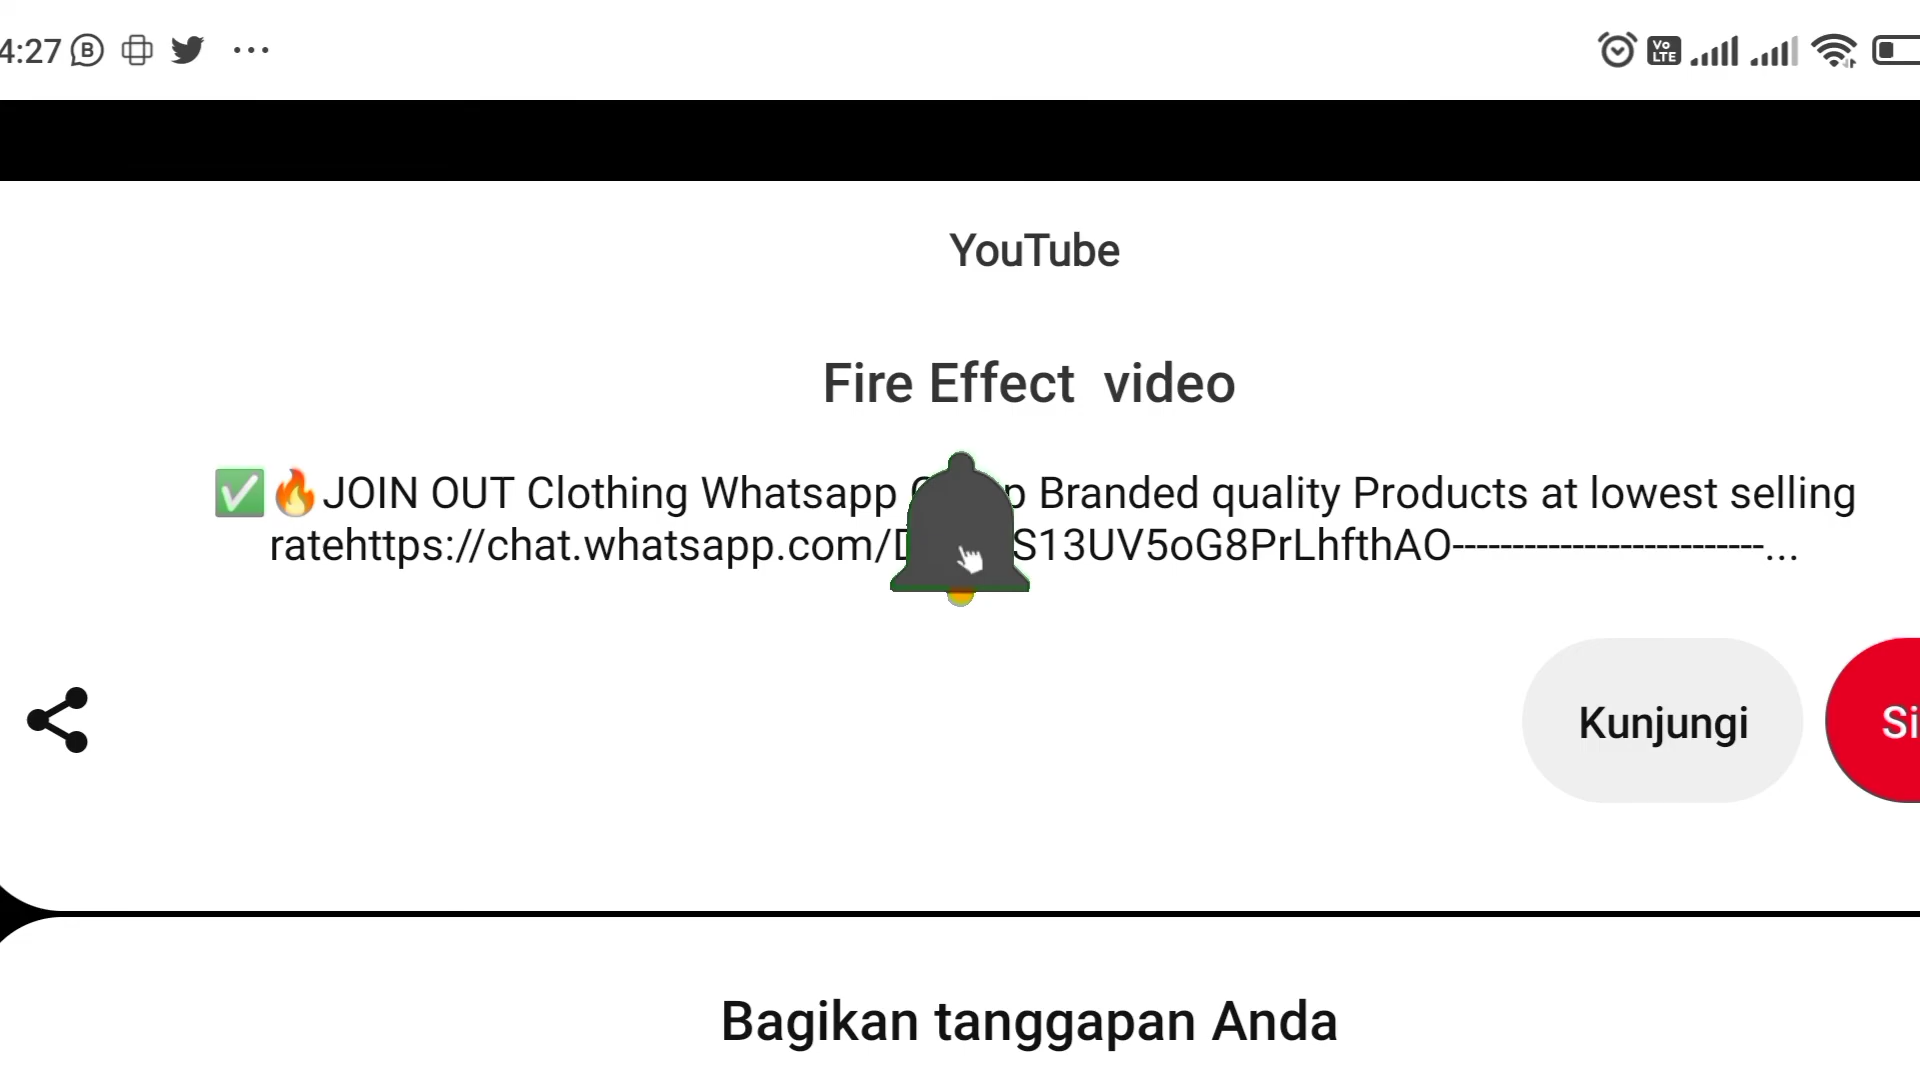 4:27
YouTube
Fire Effect video
✅🔥JOIN OUT Clothing Whatsapp Branded quality Products at lowest selling
ratehttps://chat.whatsapp.com/ S13UV5oG8PrLhfthAO--------------------------...
Kunjungi
Bagikan tanggapan Anda